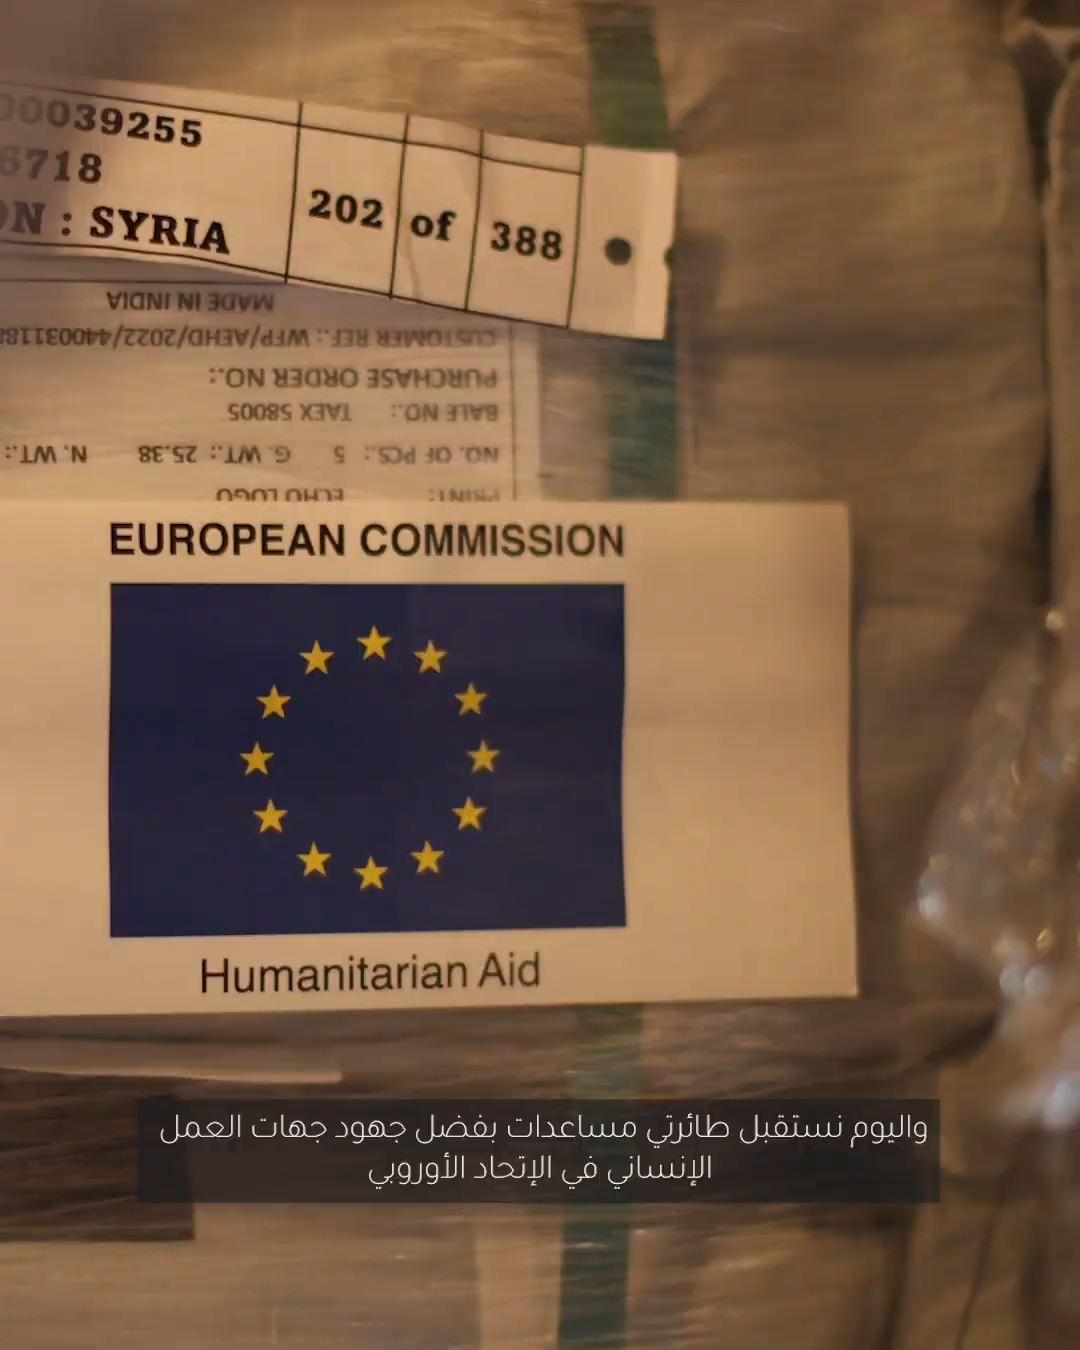 00039255
6718
ON : SYRIA
202 of 388
MADE IN INDIA
CUSTOMER REF.: WFP/AEHD/2022/44000311
PURCHASE ORDER NO.:
BALE NO.: TAEX 58005
NO. OF PCS.: 5 G. WT.: 25.38 N. WT.:
PRINT: ECHO LOGO
EUROPEAN COMMISSION
Humanitarian Aid
واليوم نستقبل طائرتي مساعدات بفضل جهود جهات العمل
الإنساني في الإتحاد الأوروبي